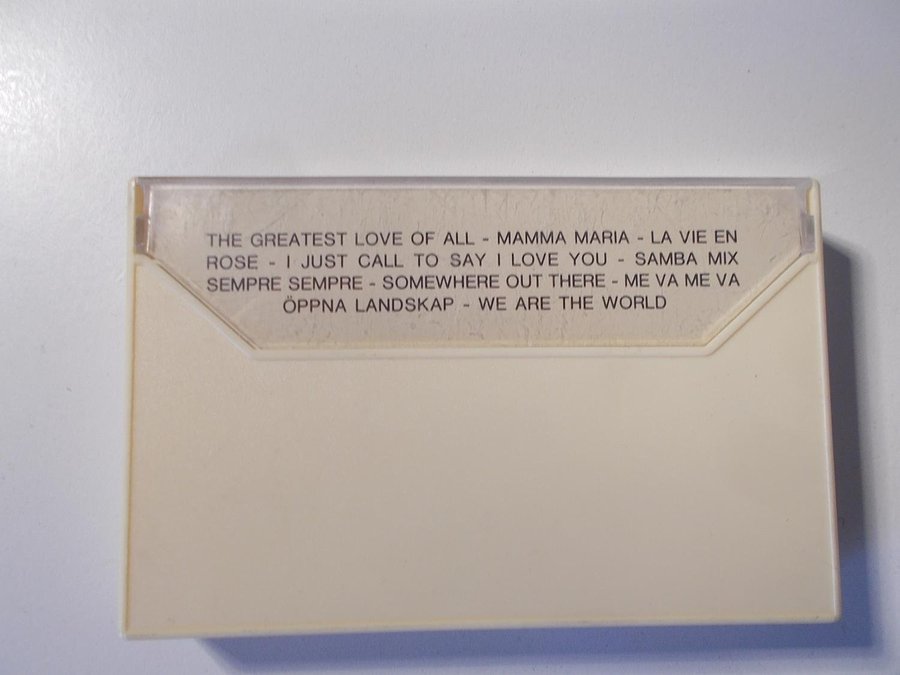 THE GREATEST LOVE OF ALL - MAMMA MARIA - LA VIE EN
ROSE - I JUST CALL TO SAY I LOVE YOU - SAMBA MIX
SEMPRE SEMPRE - SOMEWHERE OUT THERE - ME VA ME VA
ÖPPNA LANDSKAP - WE ARE THE WORLD